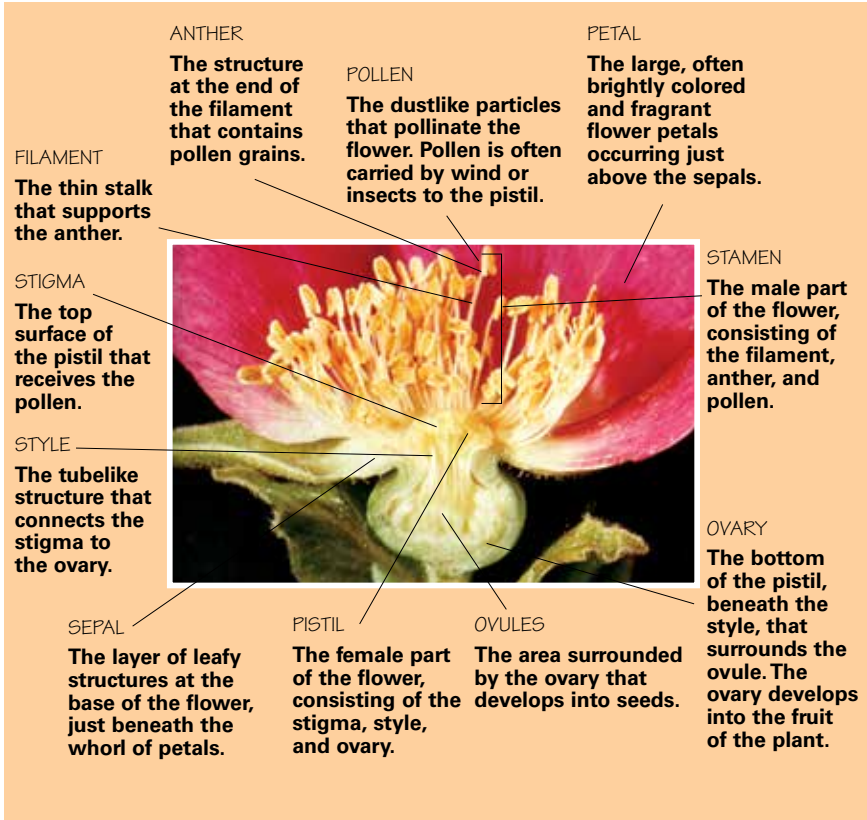 ANTHER
The structure
at the end of
the filament
that contains
pollen grains.
POLLEN
The dustlike particles
that pollinate the
flower. Pollen is often
carried by wind or
insects to the pistil.
PETAL
The large, often
brightly colored
and fragrant
flower petals
occurring just
above the sepals.
FILAMENT
The thin stalk
that supports
the anther.
STIGMA
The top
surface of
the pistil that
receives the
pollen.
STYLE
The tubelike
structure that
connects the
stigma to
the ovary.
STAMEN
The male part
of the flower,
consisting of
the filament,
anther, and
pollen.
OVARY
The bottom
of the pistil,
beneath the
style, that
surrounds the
ovule. The
ovary develops
into the fruit
of the plant.
SEPAL
The layer of leafy
structures at the
base of the flower,
just beneath the
whorl of petals.
PISTIL
The female part
of the flower,
consisting of the
stigma, style,
and ovary.
OVULES
The area surrounded
by the ovary that
develops into seeds.